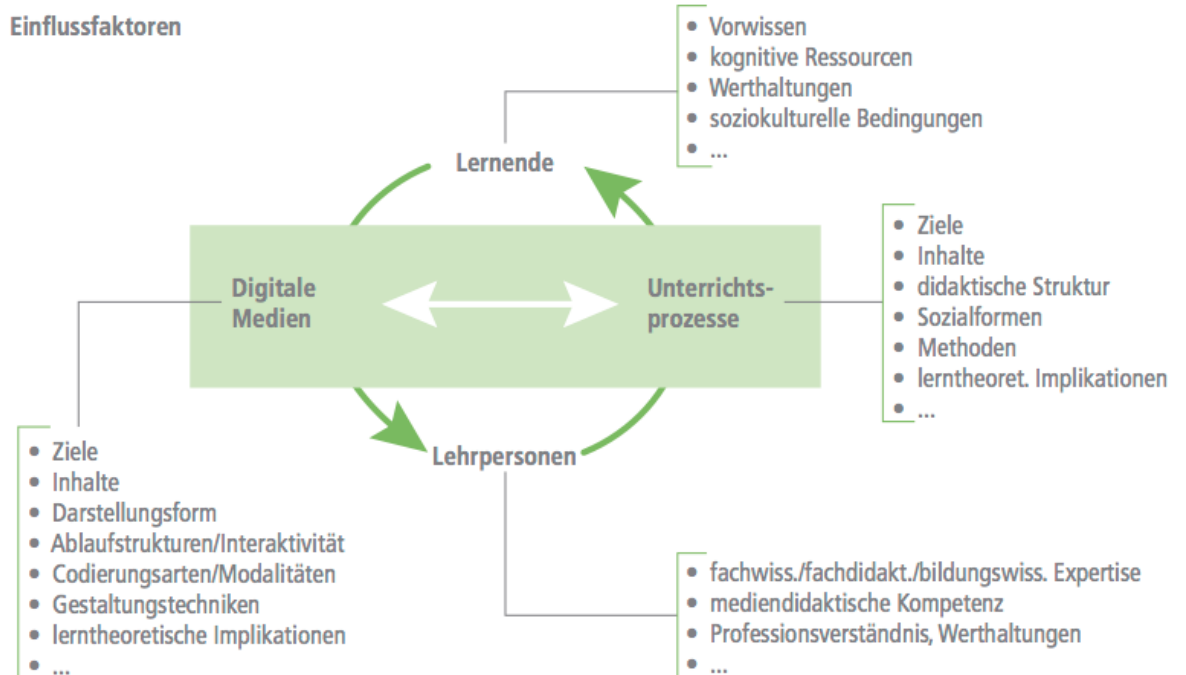 Einflussfaktoren
• Vorwissen
• kognitive Ressourcen
• Werthaltungen
• soziokulturelle Bedingungen
• ...
Lernende
• Ziele
• Inhalte
• didaktische Struktur
• Sozialformen
• Methoden
• lerntheoret. Implikationen
• ...
Digitale
Medien
Unterrichts-
prozesse
Lehrpersonen
• Ziele
• Inhalte
• Darstellungsform
• Ablaufstrukturen/Interaktivität
• Codierungsarten/Modalitäten
• Gestaltungstechniken
• lerntheoretische Implikationen
• ...
• fachwiss./fachdidakt./bildungswiss. Expertise
• mediendidaktische Kompetenz
• Professionsverständnis, Werthaltungen
• ...